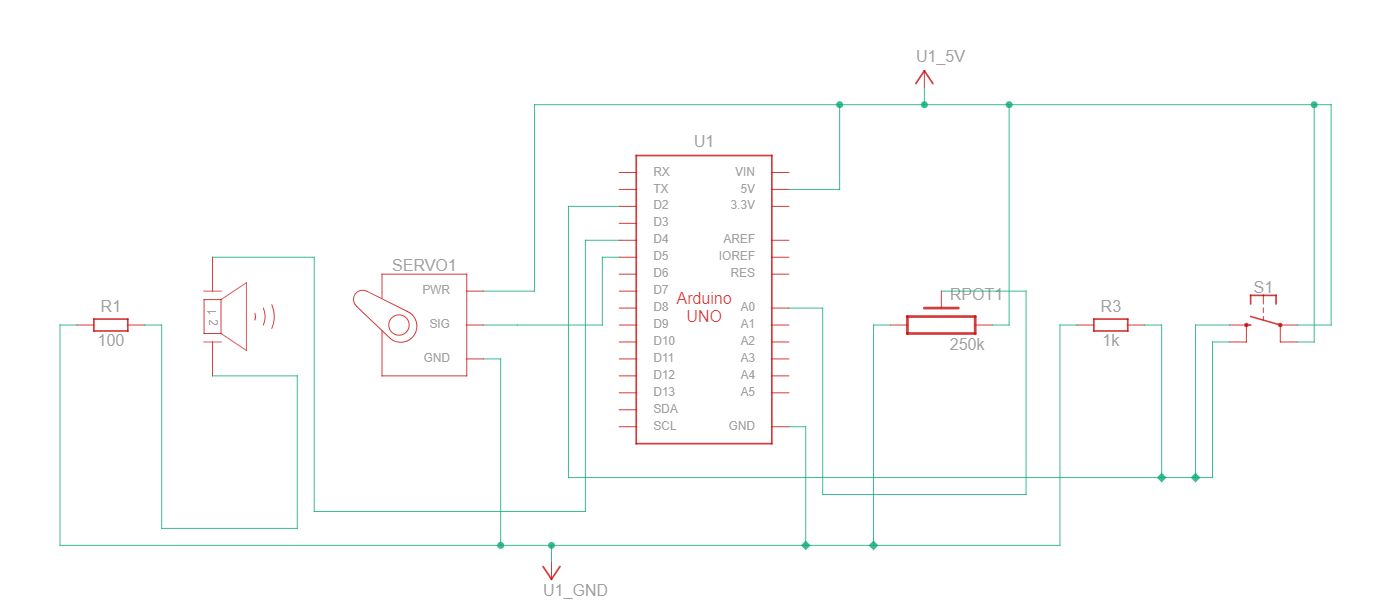 U1_5V
U1
RX
VIN
TX
5V
D2
3.3V
D3
D4
AREF
D5
IOREF
D6
RES
D7
D8
A0
D9
A1
D10
A2
D11
A3
D12
A4
D13
A5
SDA
SCL
GND
Arduino
UNO
SERVO1
PWR
SIG
GND
R1
100
1 2
RPOT1
250k
R3
1k
S1
U1_GND